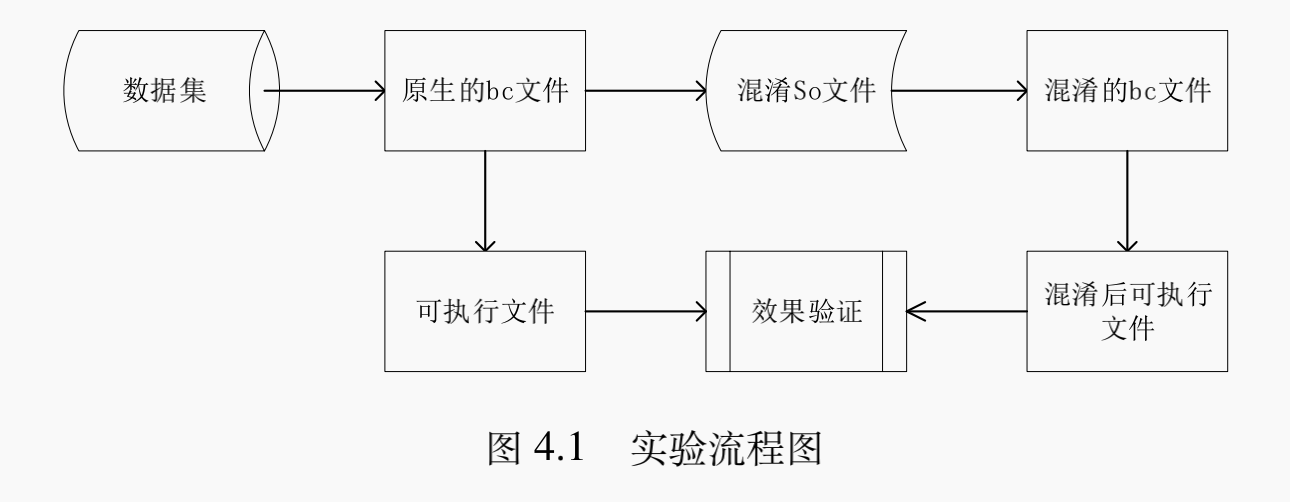 数据集
原生的bc文件
混淆So文件
混淆的bc文件
可执行文件
效果验证
混淆后可执行
文件
图 4.1 实验流程图